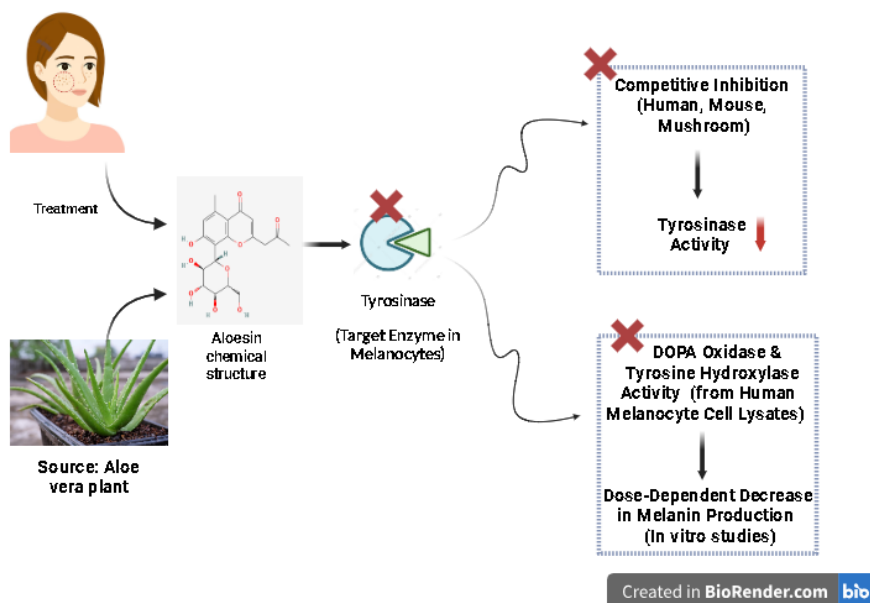 Treatment
Source: Aloe
vera plant
O
O
O
H
O
H
H
O
O
O
H
O
H
O
H
O
H
Aloesin
chemical
structure
Tyrosinase
(Target Enzyme in
Melanocytes)
Competitive Inhibition
(Human, Mouse,
Mushroom)
Tyrosinase
Activity
DOPA Oxidase &
Tyrosine Hydroxylase
Activity (from Human
Melanocyte Cell Lysates)
Dose-Dependent Decrease
in Melanin Production
(In vitro studies)
Created in BioRender.com bio